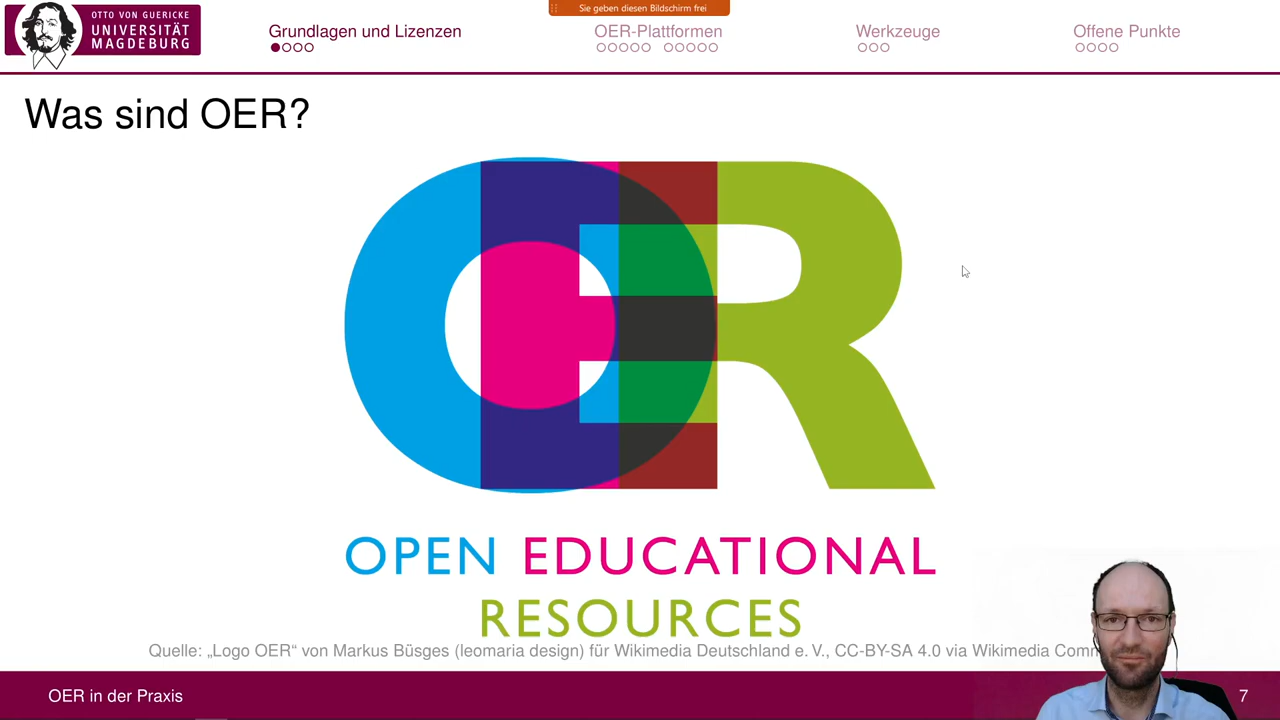 Sie geben diesen Bildschirm frei
OTTO VON GUERICKE
UNIVERSITÄT
MAGDEBURG
Grundlagen und Lizenzen
OER-Plattformen
Werkzeuge
Offene Punkte
Was sind OER?
OER
OPEN EDUCATIONAL
RESOURCES
Quelle: „Logo OER“ von Markus Büsges (leomaria design) für Wikimedia Deutschland e. V., CC-BY-SA 4.0 via Wikimedia Comm
OER in der Praxis
7